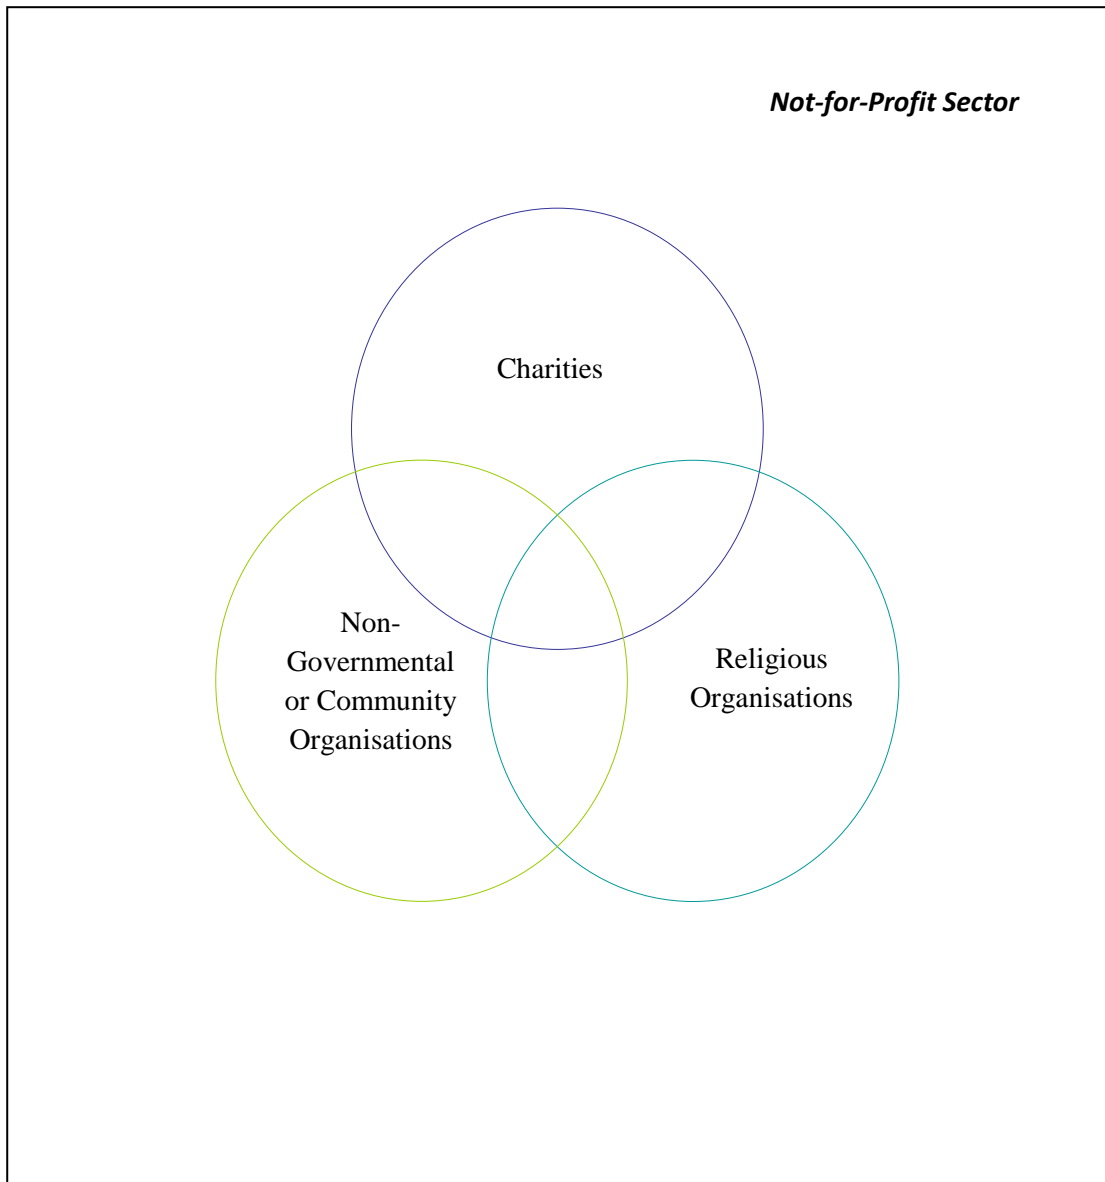 Not-for-Profit Sector
Charities
Non-
Governmental
or Community
Organisations
Religious
Organisations